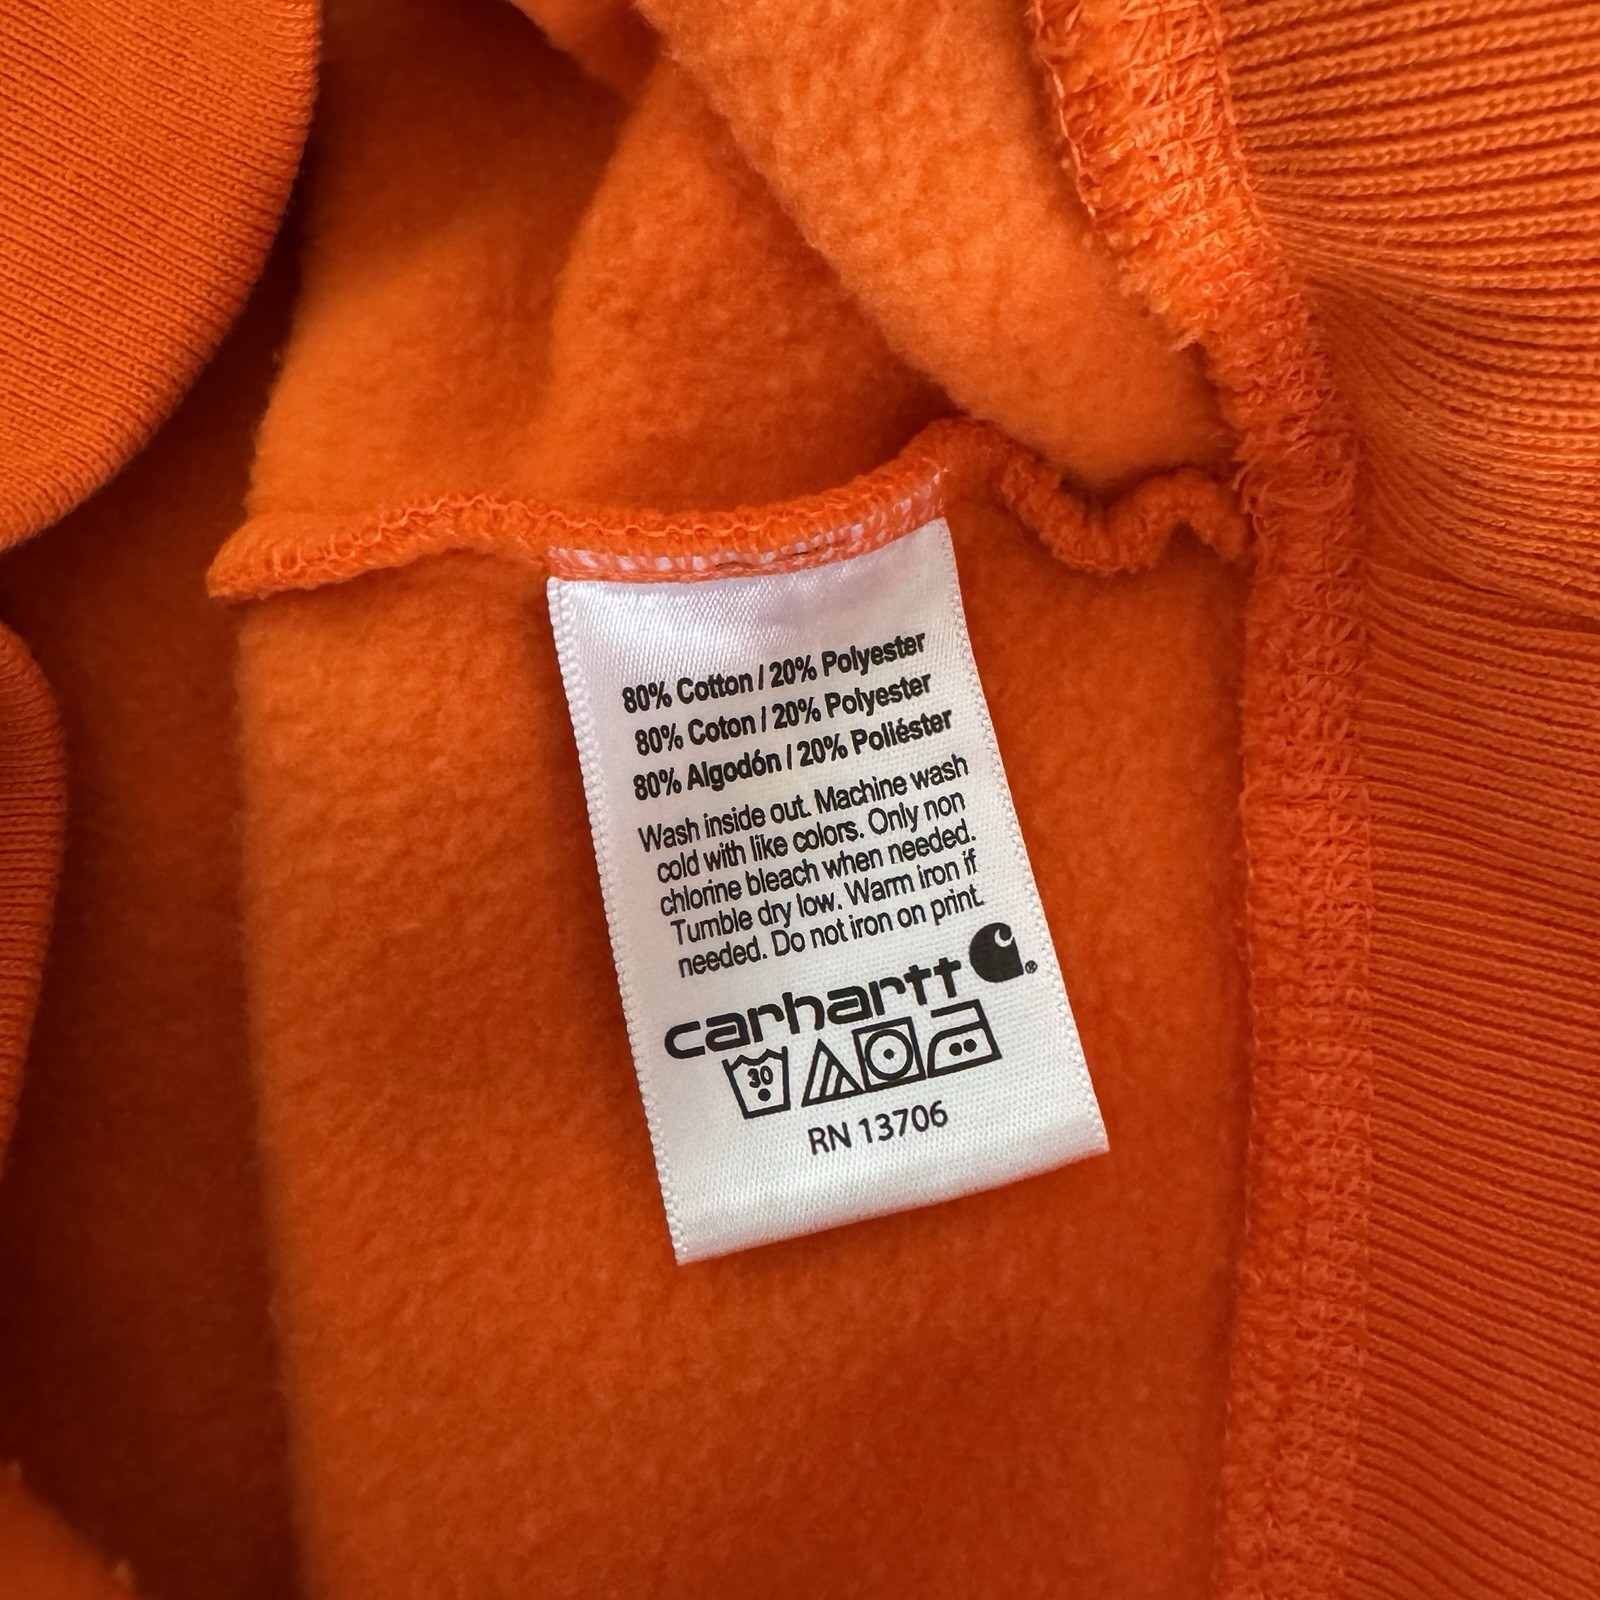 80% Cotton / 20% Polyester
80% Coton / 20% Polyester
80% Algodón / 20% Poliéster
Wash inside out. Machine wash
cold with like colors. Only non
chlorine bleach when needed.
Tumble dry low. Warm iron if
needed. Do not iron on print.
carhartt ®
30
RN 13706